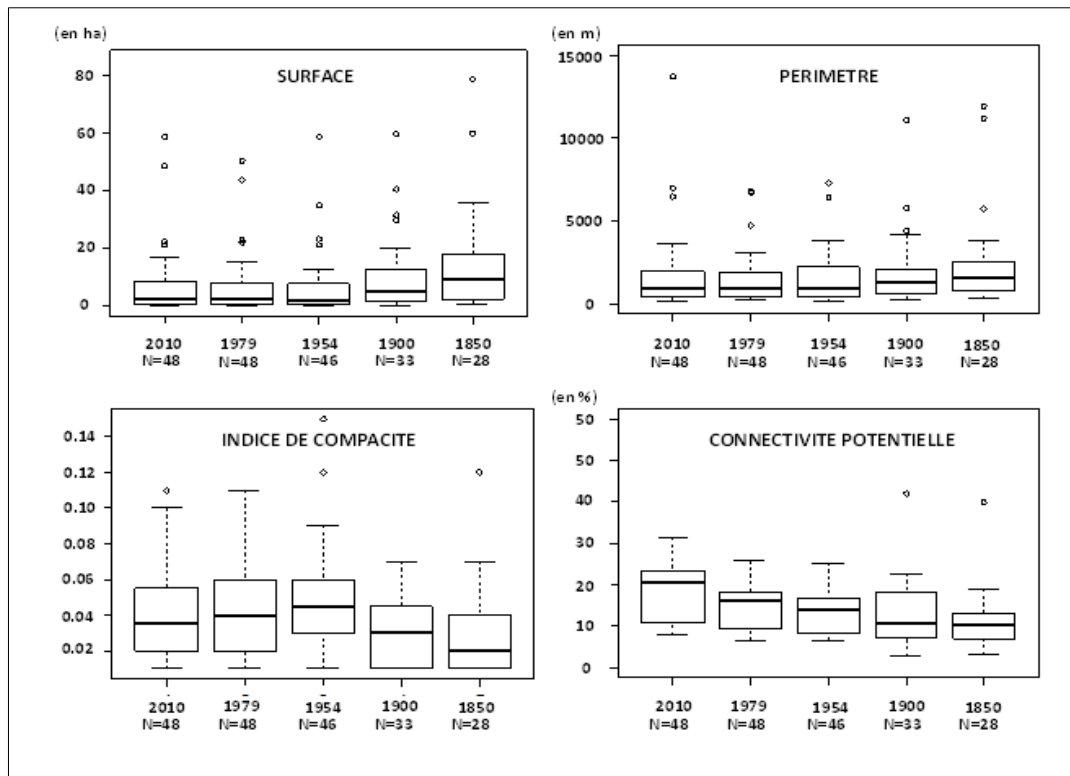 (en ha)
SURFACE
80
60
40
20
0
2010 1979 1954 1900 1850
N=48 N=48 N=46 N=33 N=28
(en m)
PERIMETRE
15000
10000
5000
0
2010 1979 1954 1900 1850
N=48 N=48 N=46 N=33 N=28
INDICE DE COMPACITE
0.14
0.12
0.10
0.08
0.06
0.04
0.02
2010 1979 1954 1900 1850
N=48 N=48 N=46 N=33 N=28
(en %)
CONNECTIVITE POTENTIELLE
50
50
40
30
20
10
0
2010 1979 1954 1900 1850
N=48 N=48 N=46 N=33 N=28